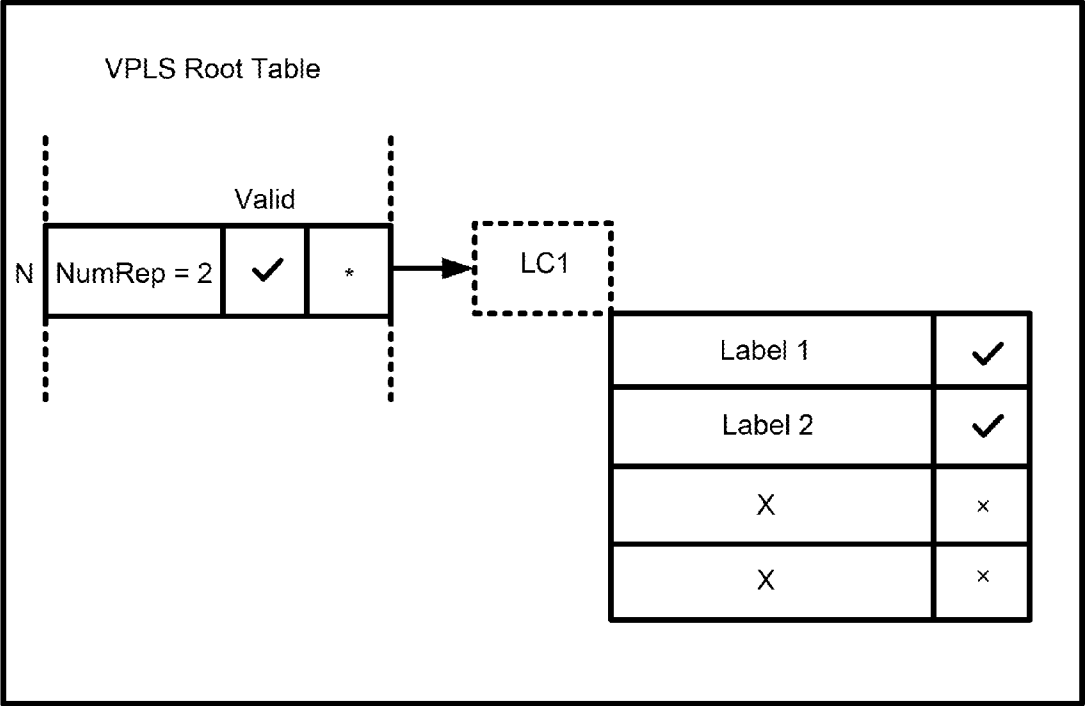 VPLS Root Table
Valid
N NumRep = 2 ✓ * LC1
Label 1 ✓
Label 2 ✓
X ×
X ×